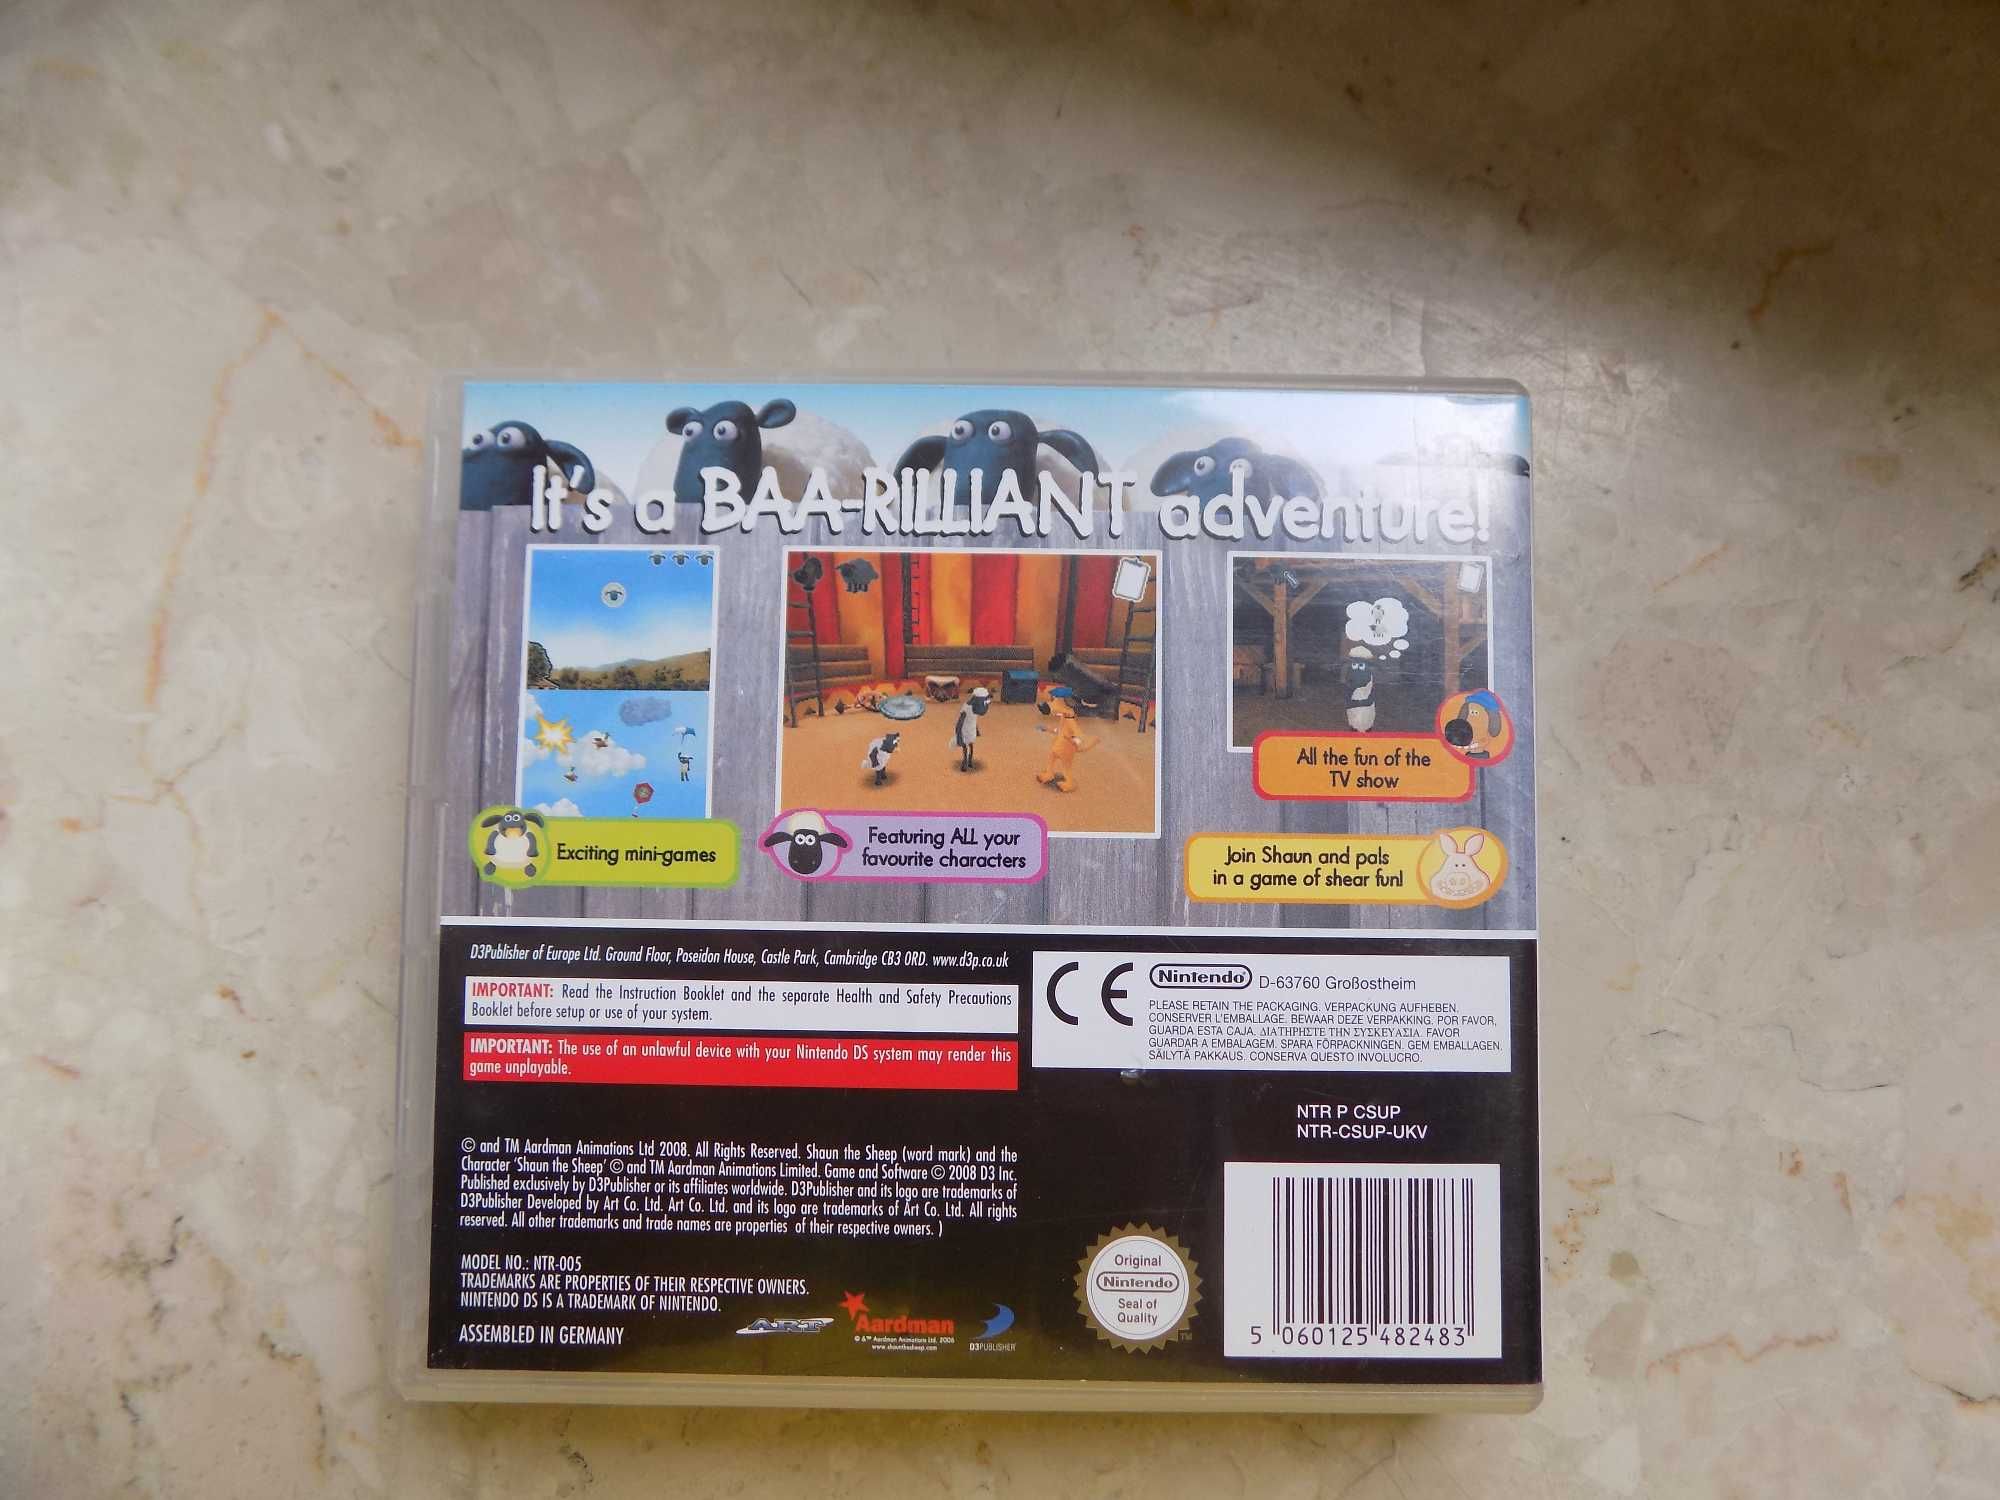 It's a BAA-RILLIANT adventure!
All the fun of the
TV show
Exciting mini-games
Featuring ALL your
favourite characters
Join Shaun and pals
in a game of shear fun!
D3Publisher of Europe Ltd. Ground Floor, Poseidon House, Castle Park, Cambridge CB3 0RD. www.d3p.co.uk
IMPORTANT: Read the Instruction Booklet and the separate Health and Safety Precautions
Booklet before setup or use of your system.
IMPORTANT: The use of an unlawful device with your Nintendo DS system may render this
game unplayable.
CE
Nintendo D-63760 Großostheim
PLEASE RETAIN THE PACKAGING. VERPACKUNG AUFHEBEN.
CONSERVER L'EMBALLAGE. BEWAAR DEZE VERPAKKING. POR FAVOR,
GUARDA ESTA CAJA. ΔΙΑΤΗΡΗΣΤΕ ΤΗΝ ΣΥΣΚΕΥΑΣΙΑ. FAVOR
GUARDAR A EMBALAGEM. SPARA FÖRPACKNINGEN. GEM EMBALLAGEN.
SÄILYTÄ PAKKAUS. CONSERVA QUESTO INVOLUCRO.
NTR P CSUP
NTR-CSUP-UKV
© and TM Aardman Animations Ltd 2008. All Rights Reserved. Shaun the Sheep (word mark) and the
Character 'Shaun the Sheep' © and TM Aardman Animations Limited. Game and Software © 2008 D3 Inc.
Published exclusively by D3Publisher or its affiliates worldwide. D3Publisher and its logo are trademarks of
D3Publisher Developed by Art Co. Ltd. Art Co. Ltd. and its logo are trademarks of Art Co. Ltd. All rights
reserved. All other trademarks and trade names are properties of their respective owners. )
MODEL NO.: NTR-005
TRADEMARKS ARE PROPERTIES OF THEIR RESPECTIVE OWNERS.
NINTENDO DS IS A TRADEMARK OF NINTENDO.
ASSEMBLED IN GERMANY
ART
Aardman
© &™ Aardman Animations Ltd. 2008
www.shaunthesheep.com
D3PUBLISHER
Original
Nintendo
Seal of
Quality
TM
5 060125 482483